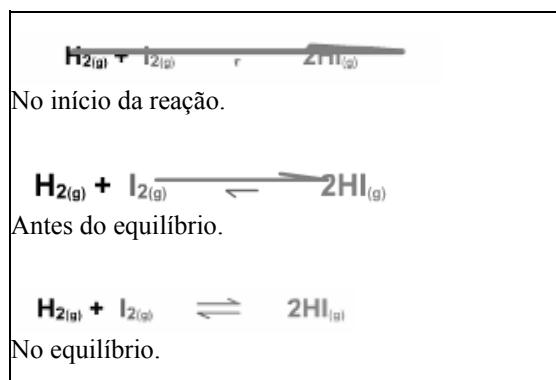 H2(g) + I2(g) 2HI(g)
No início da reação.
H2(g) + I2(g) 2HI(g)
Antes do equilíbrio.
H2(g) + I2(g) ⇌ 2HI(g)
No equilíbrio.